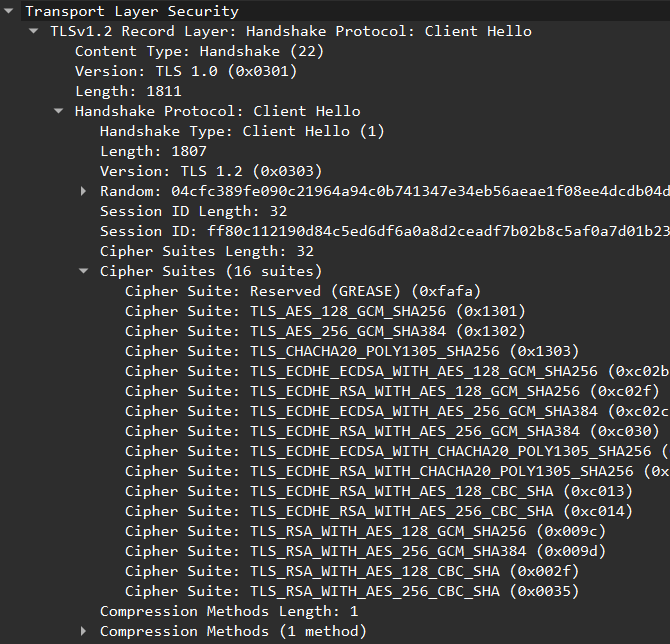 Transport Layer Security
TLSv1.2 Record Layer: Handshake Protocol: Client Hello
Content Type: Handshake (22)
Version: TLS 1.0 (0x0301)
Length: 1811
Handshake Protocol: Client Hello
Handshake Type: Client Hello (1)
Length: 1807
Version: TLS 1.2 (0x0303)
Random: 04cfc389fe090c21964a94c0b741347e34eb56aeae1f08ee4dcdb04d
Session ID Length: 32
Session ID: ff80c112190d84c5ed6df6a0a8d2ceadf7b02b8c5af0a7d01b23
Cipher Suites Length: 32
Cipher Suites (16 suites)
Cipher Suite: Reserved (GREASE) (0xfafa)
Cipher Suite: TLS_AES_128_GCM_SHA256 (0x1301)
Cipher Suite: TLS_AES_256_GCM_SHA384 (0x1302)
Cipher Suite: TLS_CHACHA20_POLY1305_SHA256 (0x1303)
Cipher Suite: TLS_ECDHE_ECDSA_WITH_AES_128_GCM_SHA256 (0xc02b
Cipher Suite: TLS_ECDHE_RSA_WITH_AES_128_GCM_SHA256 (0xc02f)
Cipher Suite: TLS_ECDHE_ECDSA_WITH_AES_256_GCM_SHA384 (0xc02c
Cipher Suite: TLS_ECDHE_RSA_WITH_AES_256_GCM_SHA384 (0xc030)
Cipher Suite: TLS_ECDHE_ECDSA_WITH_CHACHA20_POLY1305_SHA256 (
Cipher Suite: TLS_ECDHE_RSA_WITH_CHACHA20_POLY1305_SHA256 (0x
Cipher Suite: TLS_ECDHE_RSA_WITH_AES_128_CBC_SHA (0xc013)
Cipher Suite: TLS_ECDHE_RSA_WITH_AES_256_CBC_SHA (0xc014)
Cipher Suite: TLS_RSA_WITH_AES_128_GCM_SHA256 (0x009c)
Cipher Suite: TLS_RSA_WITH_AES_256_GCM_SHA384 (0x009d)
Cipher Suite: TLS_RSA_WITH_AES_128_CBC_SHA (0x002f)
Cipher Suite: TLS_RSA_WITH_AES_256_CBC_SHA (0x0035)
Compression Methods Length: 1
Compression Methods (1 method)